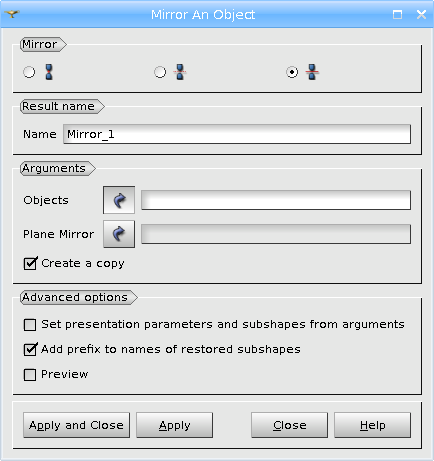 Mirror An Object
Mirror
Result name
Name Mirror_1
Arguments
Objects
Plane Mirror
Create a copy
Advanced options
Set presentation parameters and subshapes from arguments
Add prefix to names of restored subshapes
Preview
Apply and Close Apply Close Help